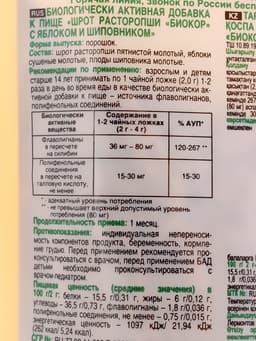 Горячая линия, звонок по России бесп
RUS БИОЛОГИЧЕСКИ АКТИВНАЯ ДОБАВКА
К ПИЩЕ «ШРОТ РАСТОРОПШИ «БИОКОР»
С ЯБЛОКОМ И ШИПОВНИКОМ»
Форма выпуска: порошок.
Состав: шрот расторопши пятнистой молотый, яблоки
сушеные молотые, плоды шиповника молотые.
Рекомендации по применению: взрослым и детям
старше 14 лет принимать по 1 чайной ложке (2,0 г) 1-2
раза в день во время еды в качестве биологически ак-
тивной добавки к пище – источника флаволигнанов,
полифенольных соединений.
Биологически активные вещества
Содержание в 1-2 чайных ложках (2 г - 4 г)
% АУП*
Флаволигнаны в пересчете на силибин
36 мг – 80 мг
120-267 **
Полифенольные соединения в пересчете на галловую кислоту, не менее
15-30 мг
15-30
* - адекватный уровень потребления
** - не превышает верхний допустимый уровень потребления
(80 мг)
Продолжительность приема: 1 месяц.
Противопоказания: индивидуальная непереноси-
мость компонентов продукта, беременность, кормле-
ние грудью. Перед применением рекомендуется про-
консультироваться с врачом, перед применением БАД
детьми необходимо проконсультироваться с
врачом-педиатром.
Пищевая ценность (средние значения) в
100 г/г2 г: белки – 15,5 г/0,31 г, жиры – 6 г/0,12 г,
углеводы – 36,5 г/0,73 г, флаволигнаны – 1,8 г/0,036 г,
полифенольные соединения, не менее – 0,75 г/0,015 г;
энергетическая ценность – 1097 кДж/ 21,94 кДж
(262 ккал/ 5,24 ккал).
KZ
ТШ 10.89.19